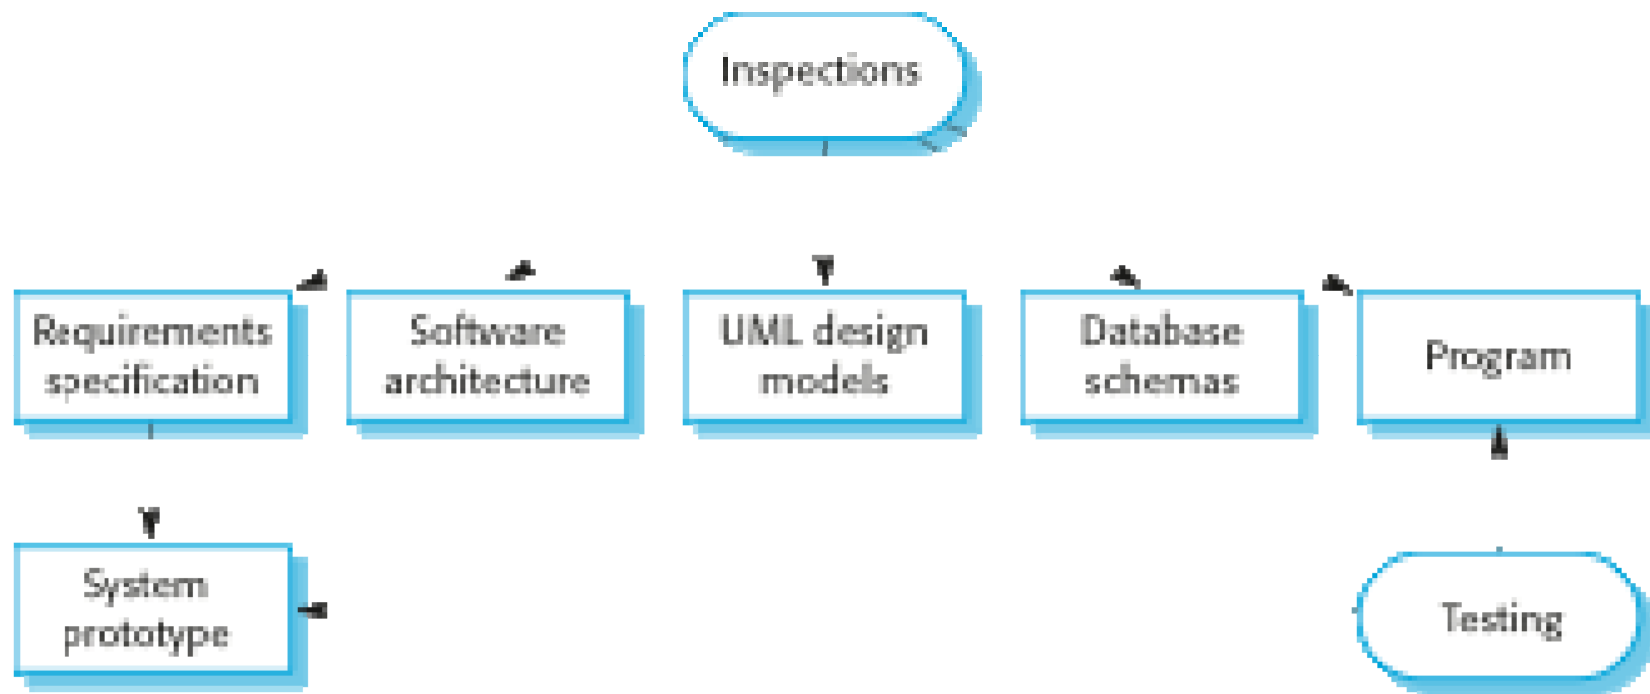 Inspections
Requirements
specification
Software
architecture
UML design
models
Database
schemas
Program
System
prototype
Testing